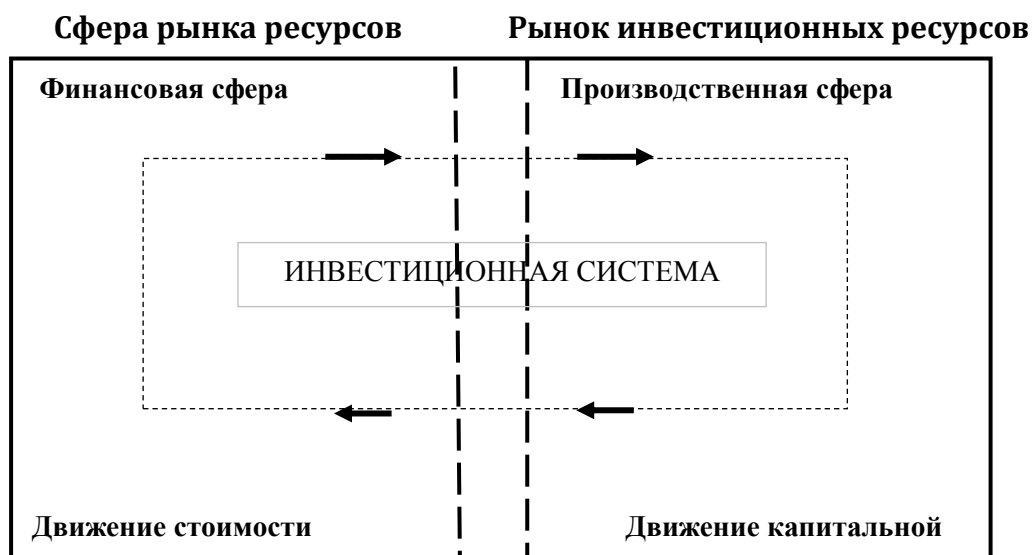 Сфера рынка ресурсов
Рынок инвестиционных ресурсов
Финансовая сфера
Производственная сфера
ИНВЕСТИЦИОННАЯ СИСТЕМА
Движение стоимости
Движение капитальной